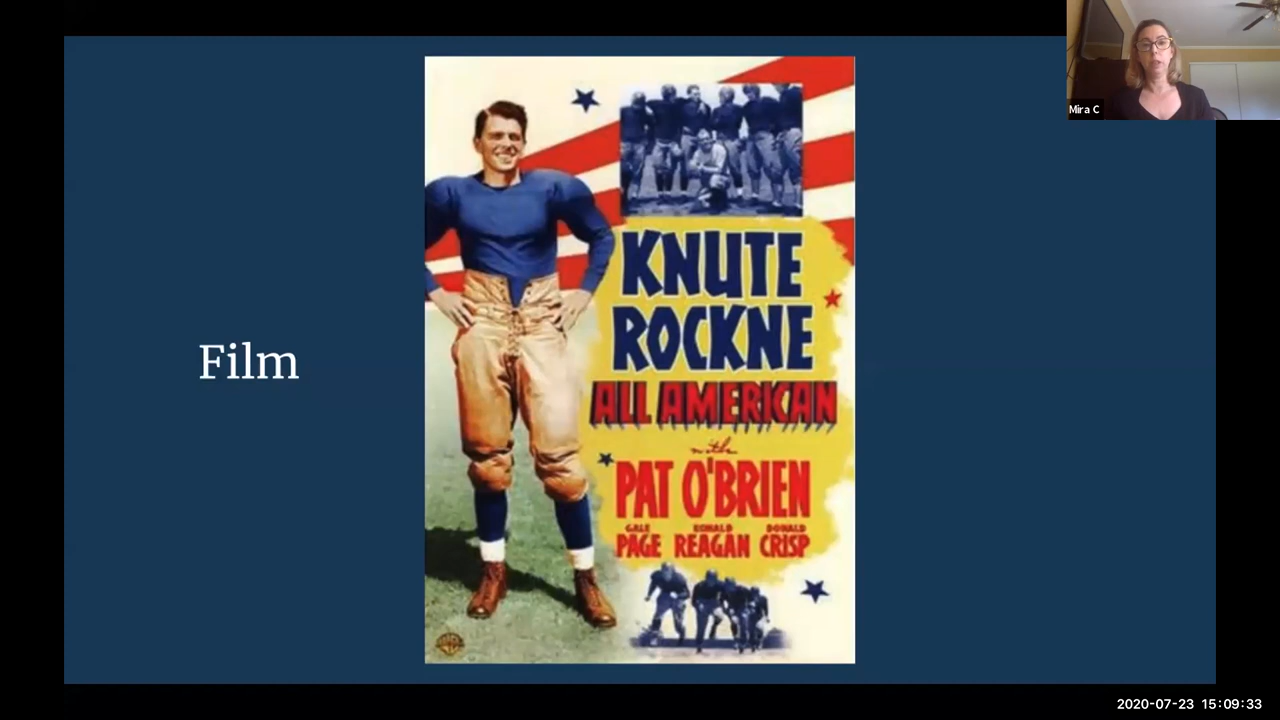 Mira C
Film
KNUTE
ROCKNE
ALL AMERICAN
with
PAT O'BRIEN
GALE RONALD DONALD
PAGE REAGAN CRISP
2020-07-23 15:09:33